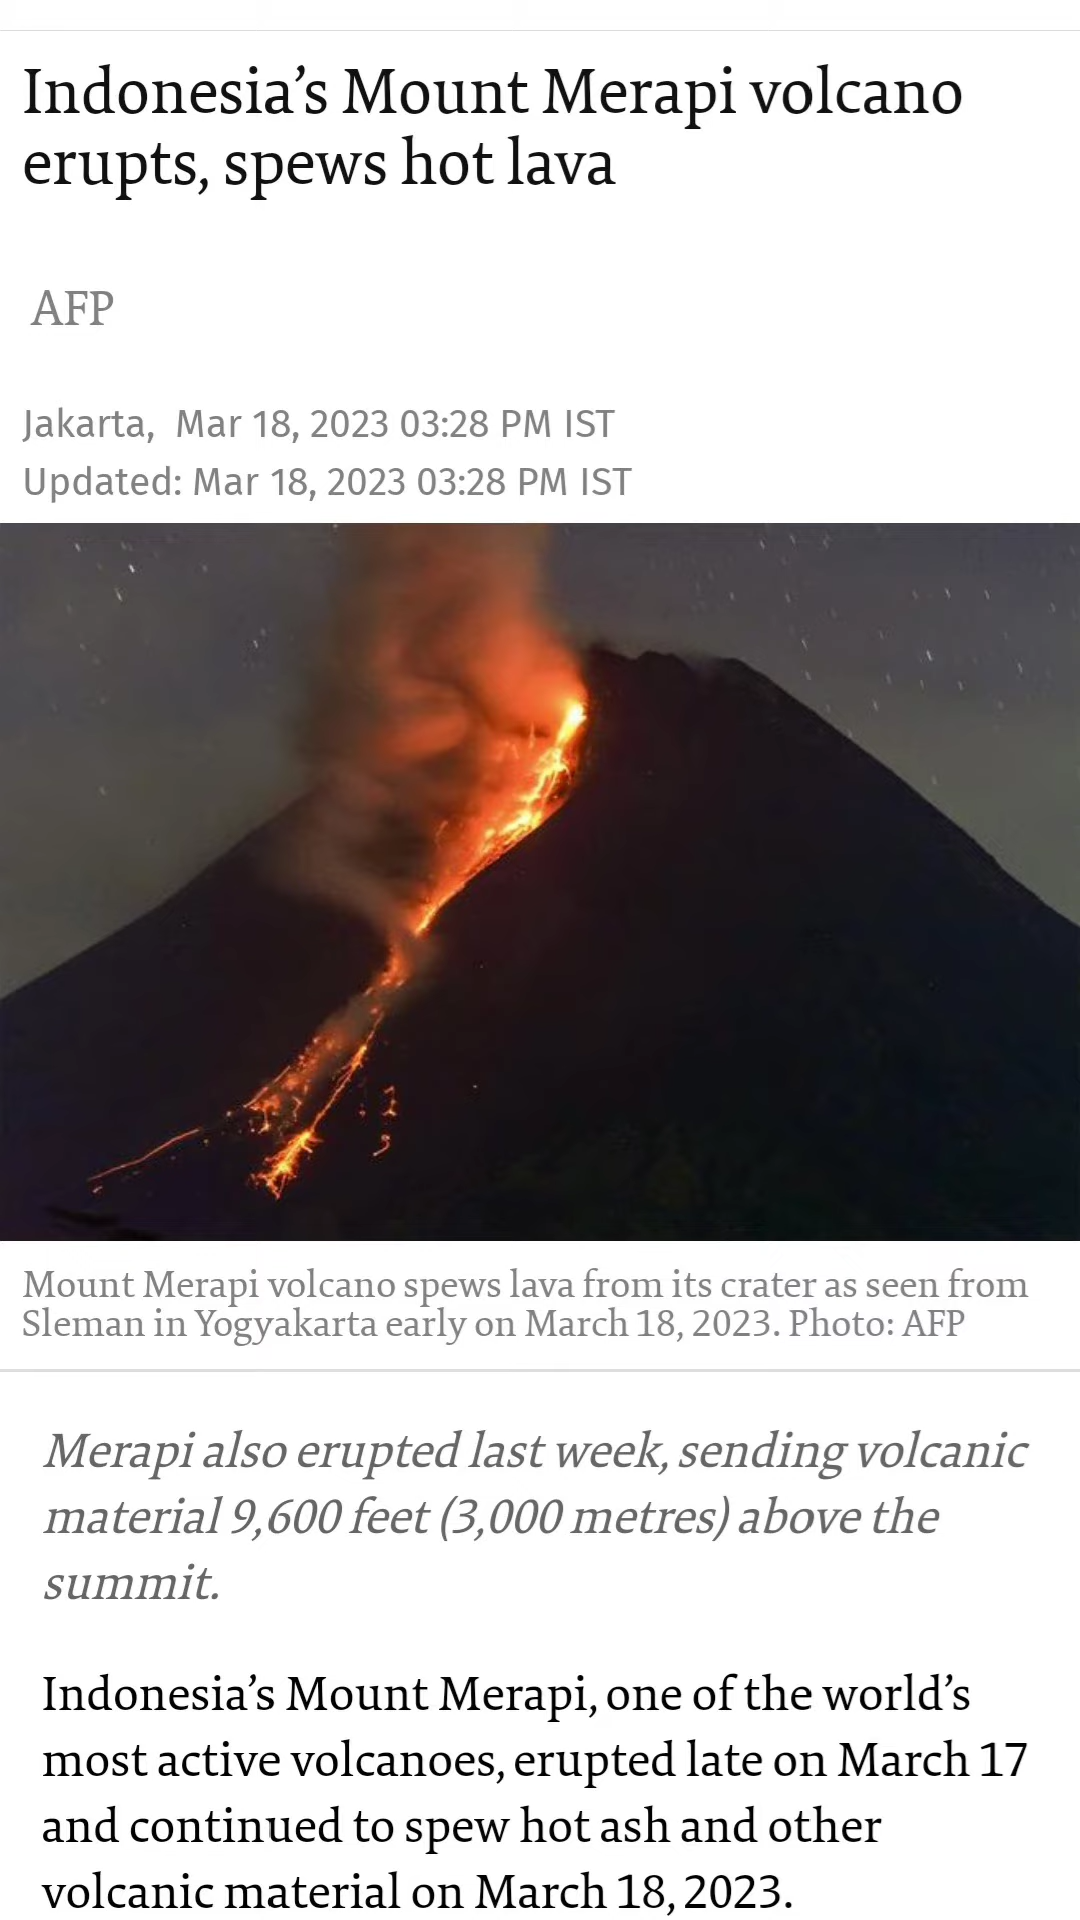 Indonesia’s Mount Merapi volcano
erupts, spews hot lava
AFP
Jakarta, Mar 18, 2023 03:28 PM IST
Updated: Mar 18, 2023 03:28 PM IST
Mount Merapi volcano spews lava from its crater as seen from
Sleman in Yogyakarta early on March 18, 2023. Photo: AFP
Merapi also erupted last week, sending volcanic
material 9,600 feet (3,000 metres) above the
summit.
Indonesia’s Mount Merapi, one of the world’s
most active volcanoes, erupted late on March 17
and continued to spew hot ash and other
volcanic material on March 18, 2023.